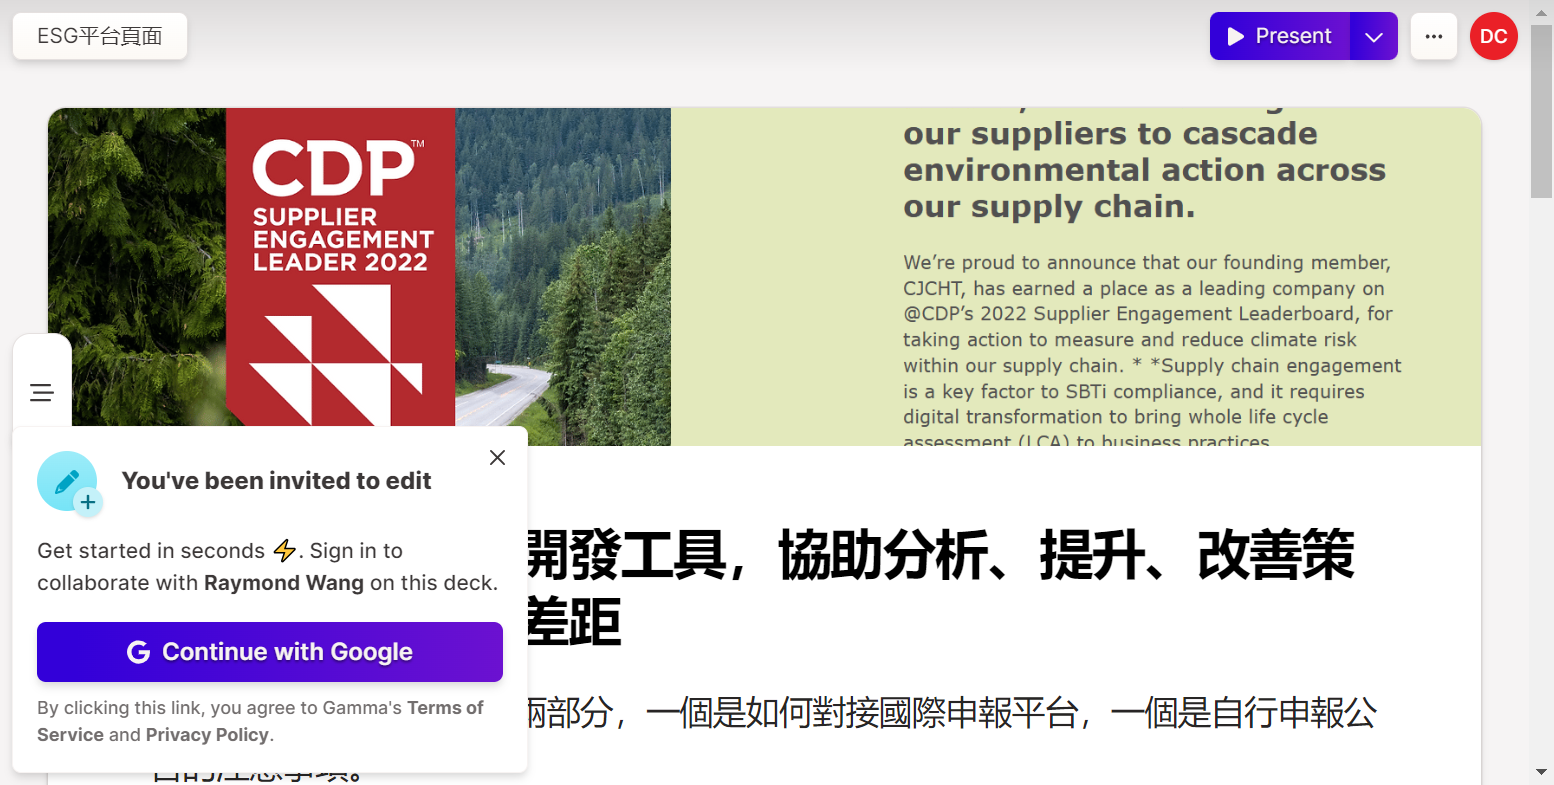 ESG平台頁面
Present
DC
CDP™
SUPPLIER
ENGAGEMENT
LEADER 2022
our suppliers to cascade
environmental action across
our supply chain.
We’re proud to announce that our founding member,
CJCHT, has earned a place as a leading company on
@CDP’s 2022 Supplier Engagement Leaderboard, for
taking action to measure and reduce climate risk
within our supply chain. * *Supply chain engagement
is a key factor to SBTi compliance, and it requires
digital transformation to bring whole life cycle
assessment (LCA) to business practices
開發工具，協助分析、提升、改善策
差距
兩部分，一個是如何對接國際申報平台，一個是自行申報公
You've been invited to edit
Get started in seconds ⚡. Sign in to
collaborate with Raymond Wang on this deck.
Continue with Google
By clicking this link, you agree to Gamma's Terms of
Service and Privacy Policy.